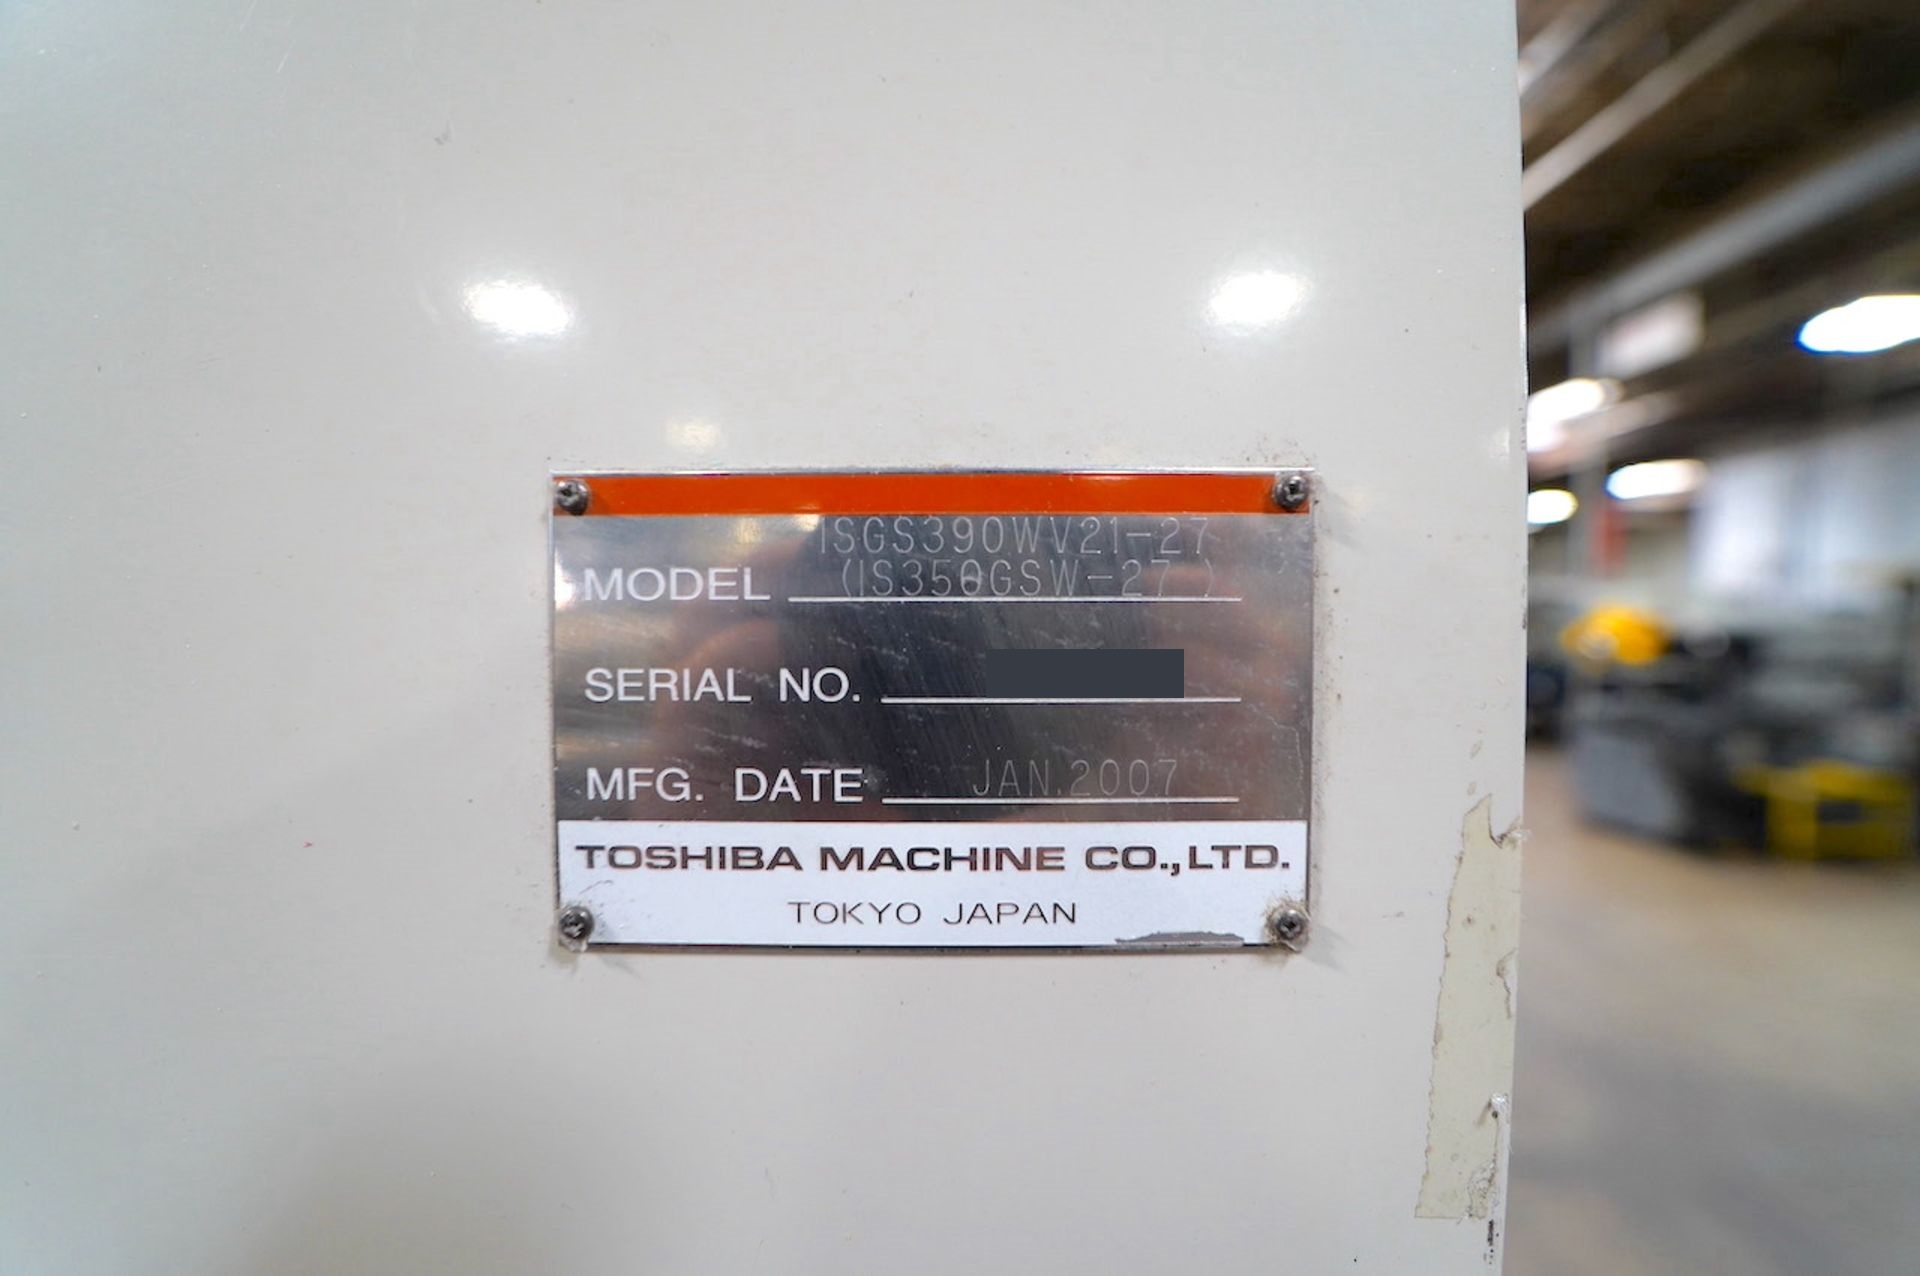 ISGS390WV21-27
MODEL (IS350GSW-27 )
SERIAL NO.
MFG. DATE JAN.2007
TOSHIBA MACHINE CO.,LTD.
TOKYO JAPAN